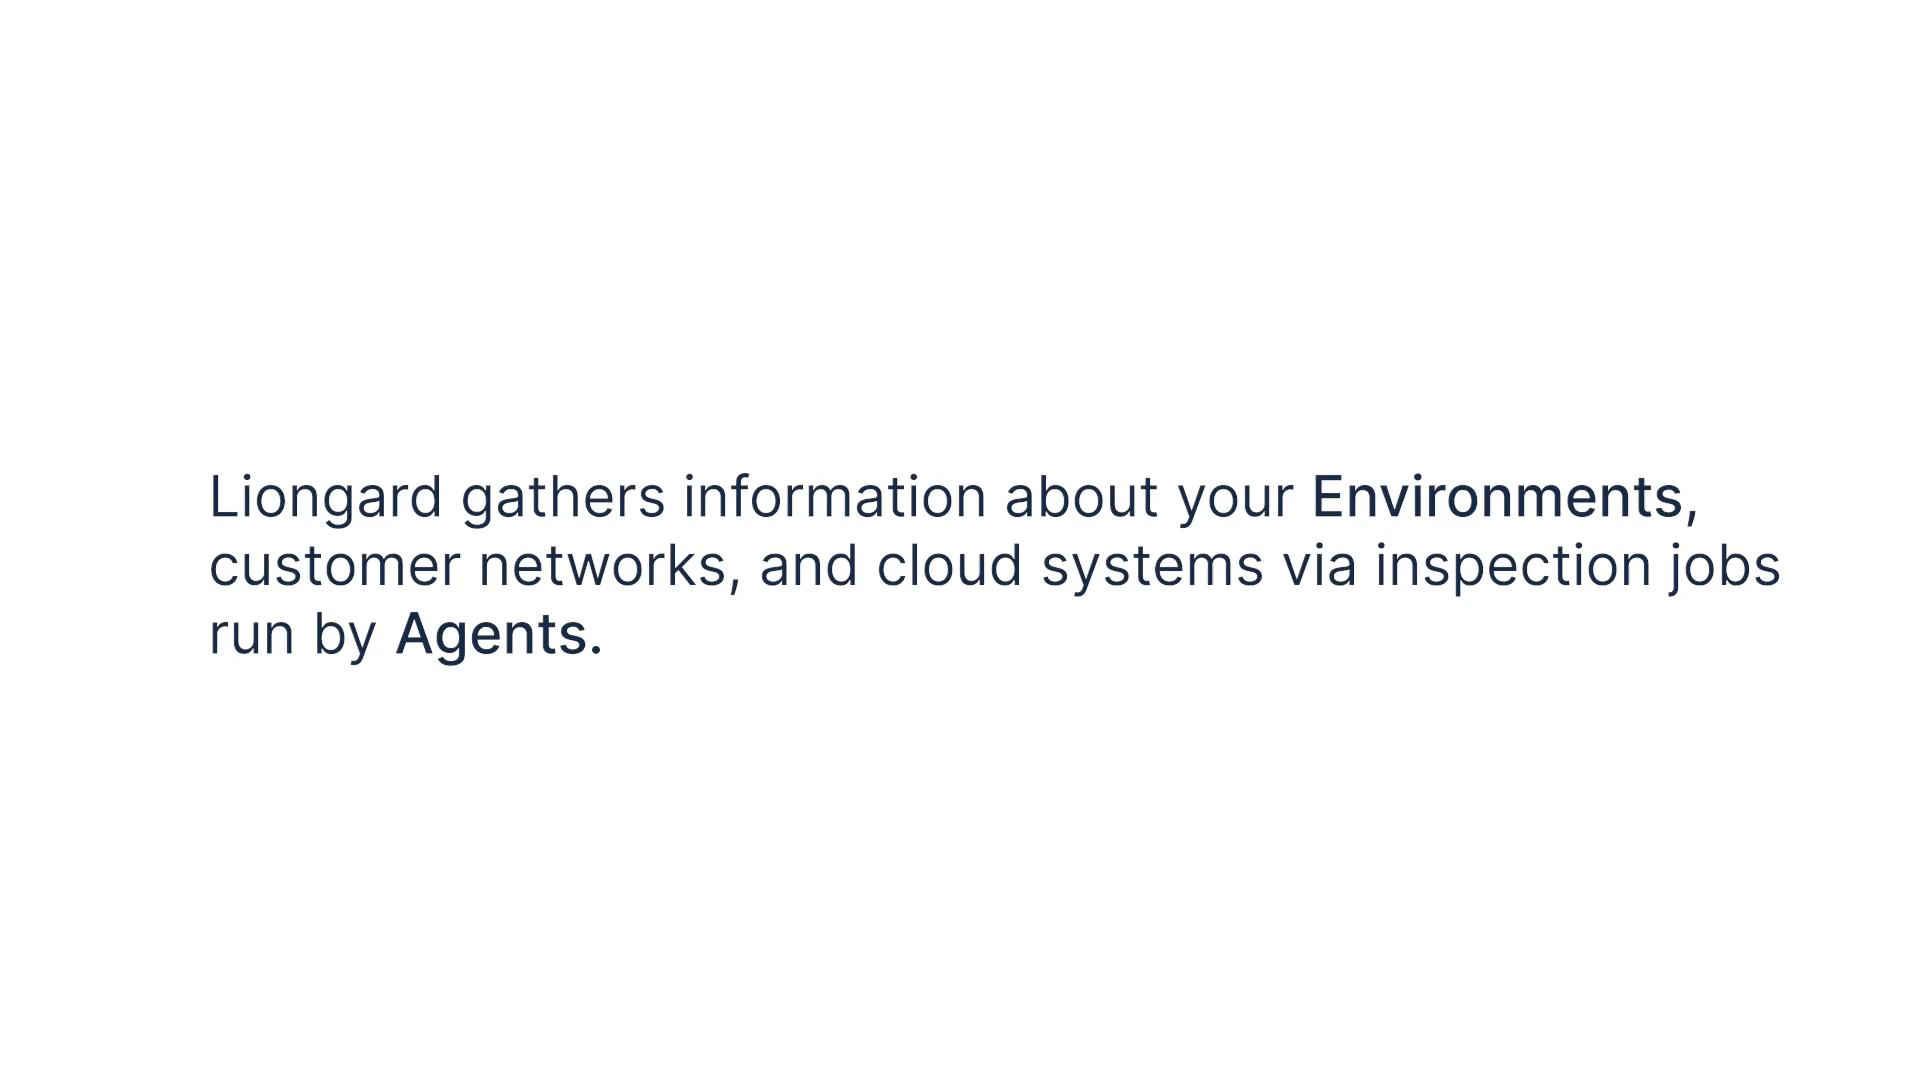 Liongard gathers information about your Environments,
customer networks, and cloud systems via inspection jobs
run by Agents.